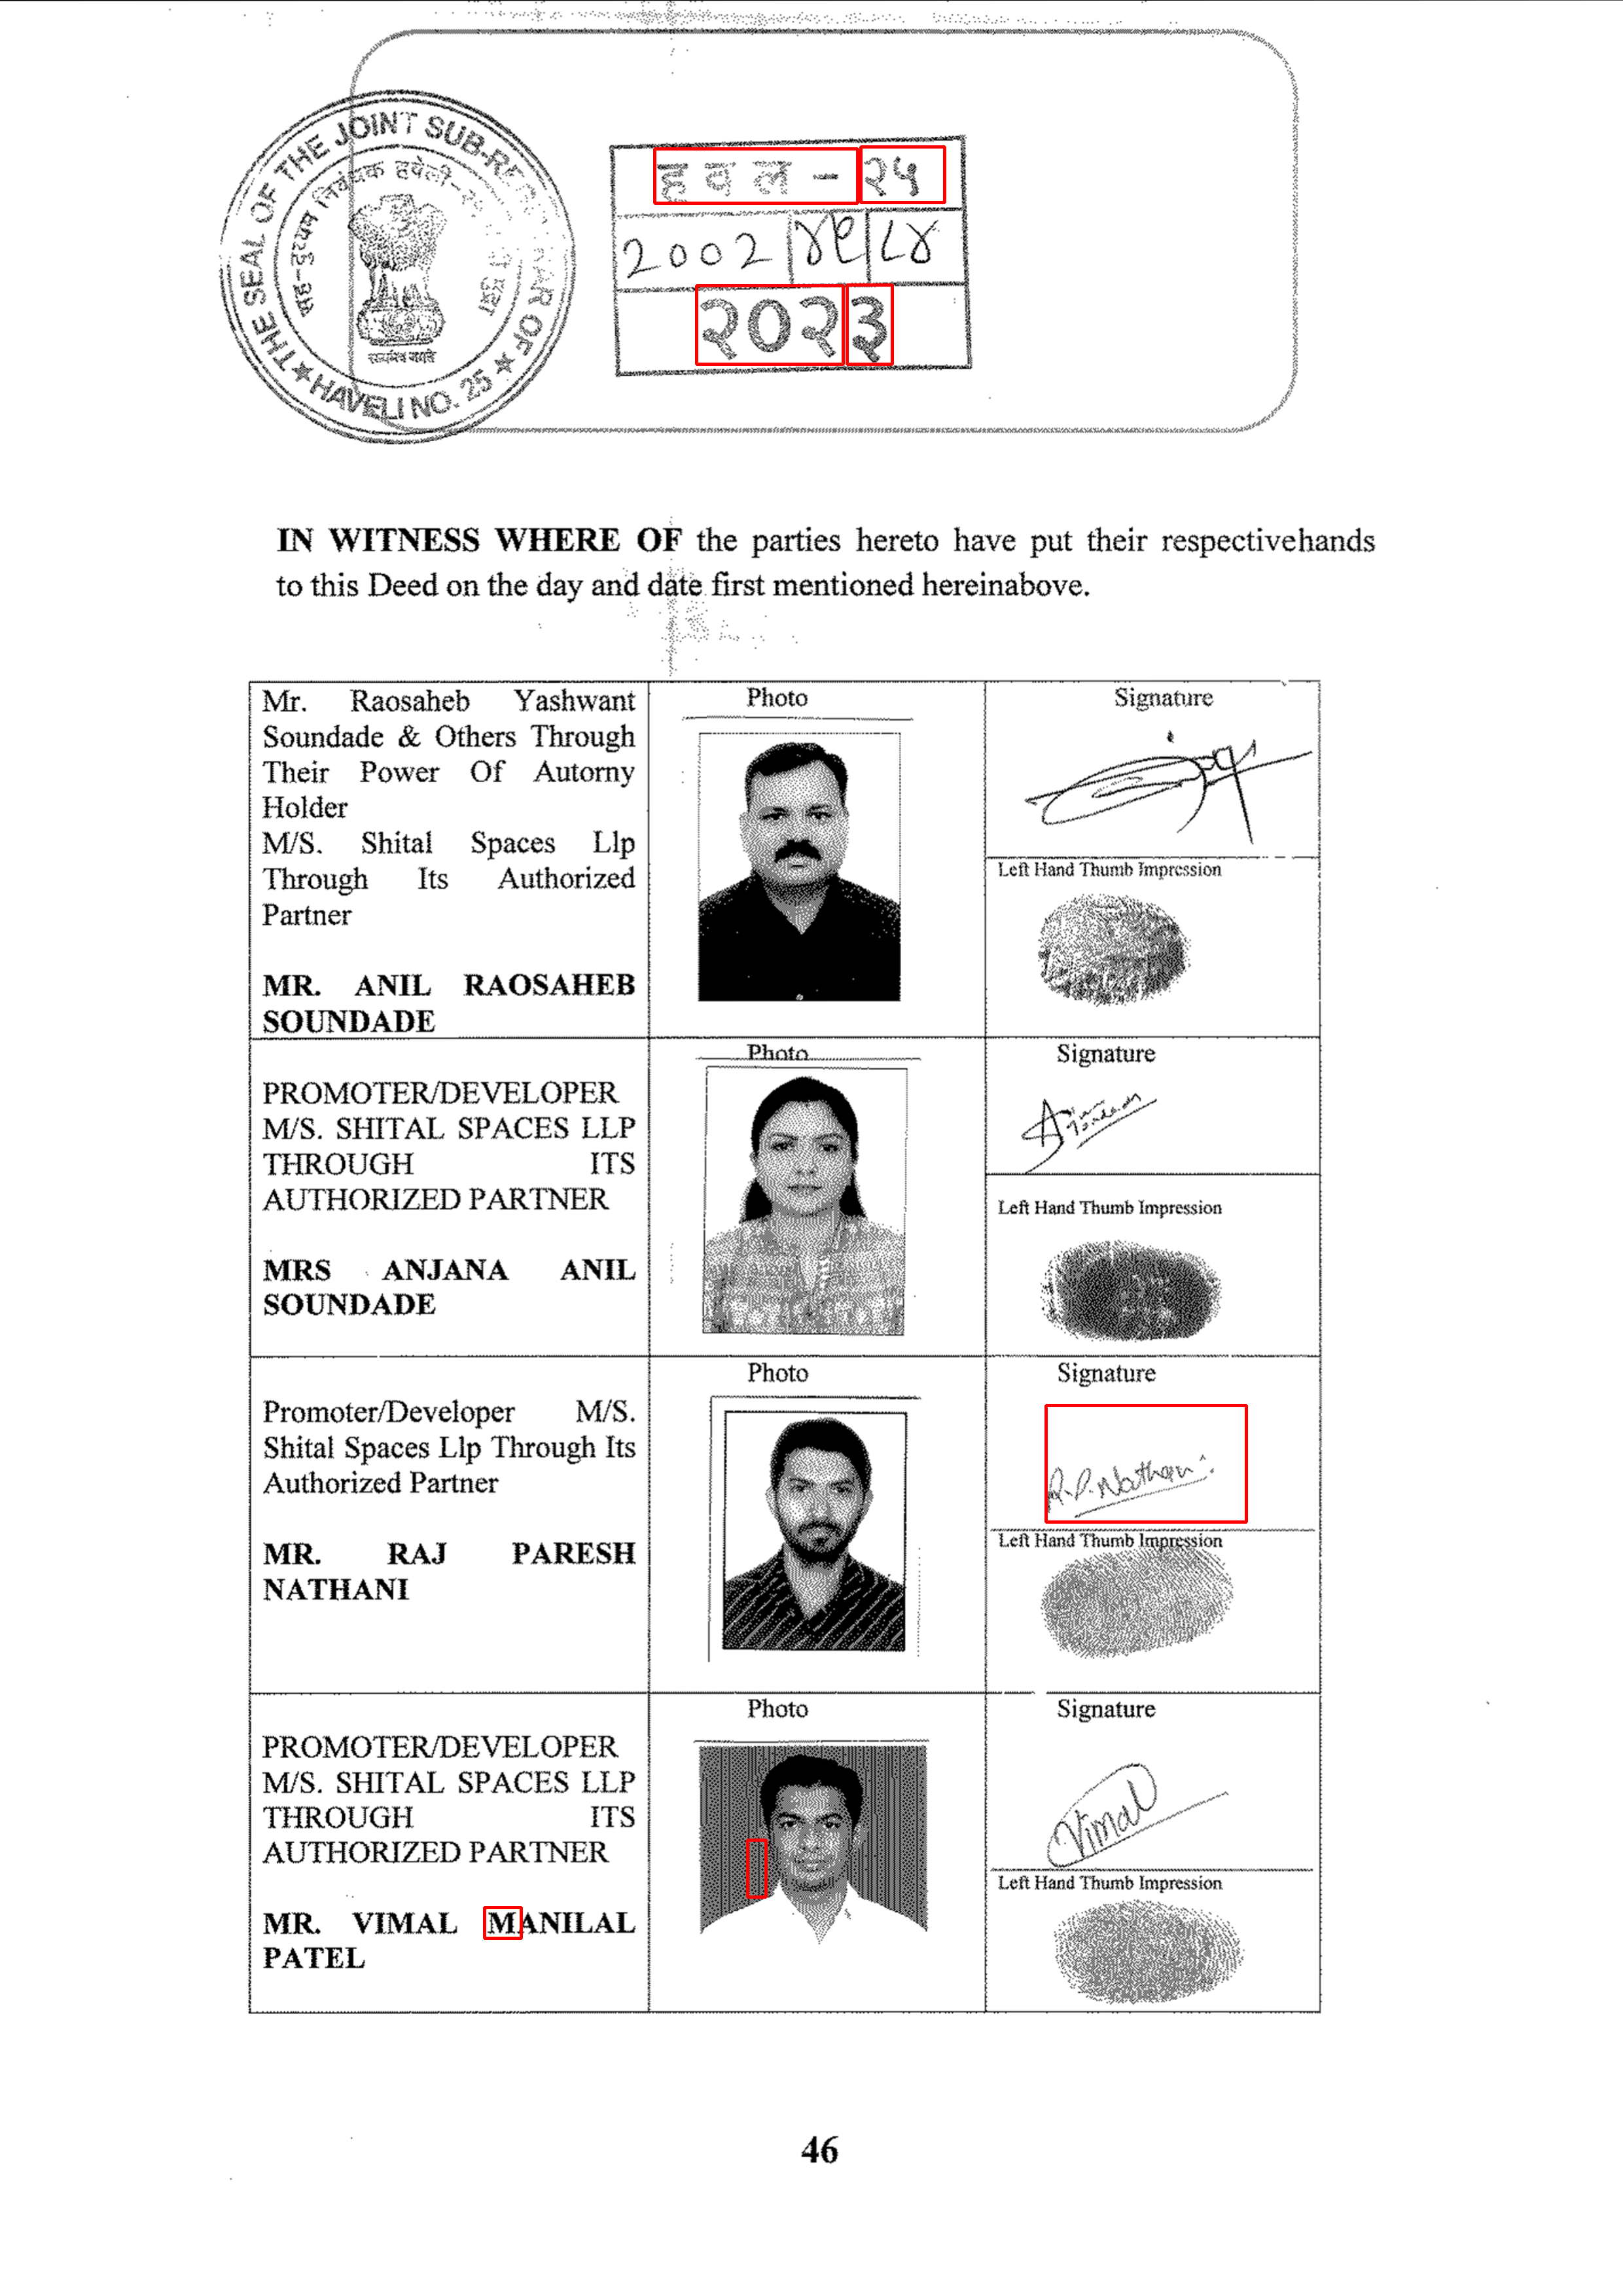 THE SEAL OF THE JOINT SUB-REGISTRAR OF
★ HAVELI NO. 25 ★
सह-दुय्यम निबंधक हवेली-२५
सत्यमेव जयते
हवल - २५
2002 | ४९ | ८४
२०२३
IN WITNESS WHERE OF the parties hereto have put their respectivehands
to this Deed on the day and date first mentioned hereinabove.
Mr. Raosaheb Yashwant
Soundade & Others Through
Their Power Of Autorny
Holder
M/S. Shital Spaces Llp
Through Its Authorized
Partner
MR. ANIL RAOSAHEB
SOUNDADE
Photo
Signature
Left Hand Thumb Impression
PROMOTER/DEVELOPER
M/S. SHITAL SPACES LLP
THROUGH ITS
AUTHORIZED PARTNER
MRS ANJANA ANIL
SOUNDADE
Photo
Signature
Left Hand Thumb Impression
Promoter/Developer M/S.
Shital Spaces Llp Through Its
Authorized Partner
MR. RAJ PARESH
NATHANI
Photo
Signature
R.P.Nathani
Left Hand Thumb Impression
PROMOTER/DEVELOPER
M/S. SHITAL SPACES LLP
THROUGH ITS
AUTHORIZED PARTNER
MR. VIMAL MANILAL
PATEL
Photo
Signature
Vimal
Left Hand Thumb Impression
46